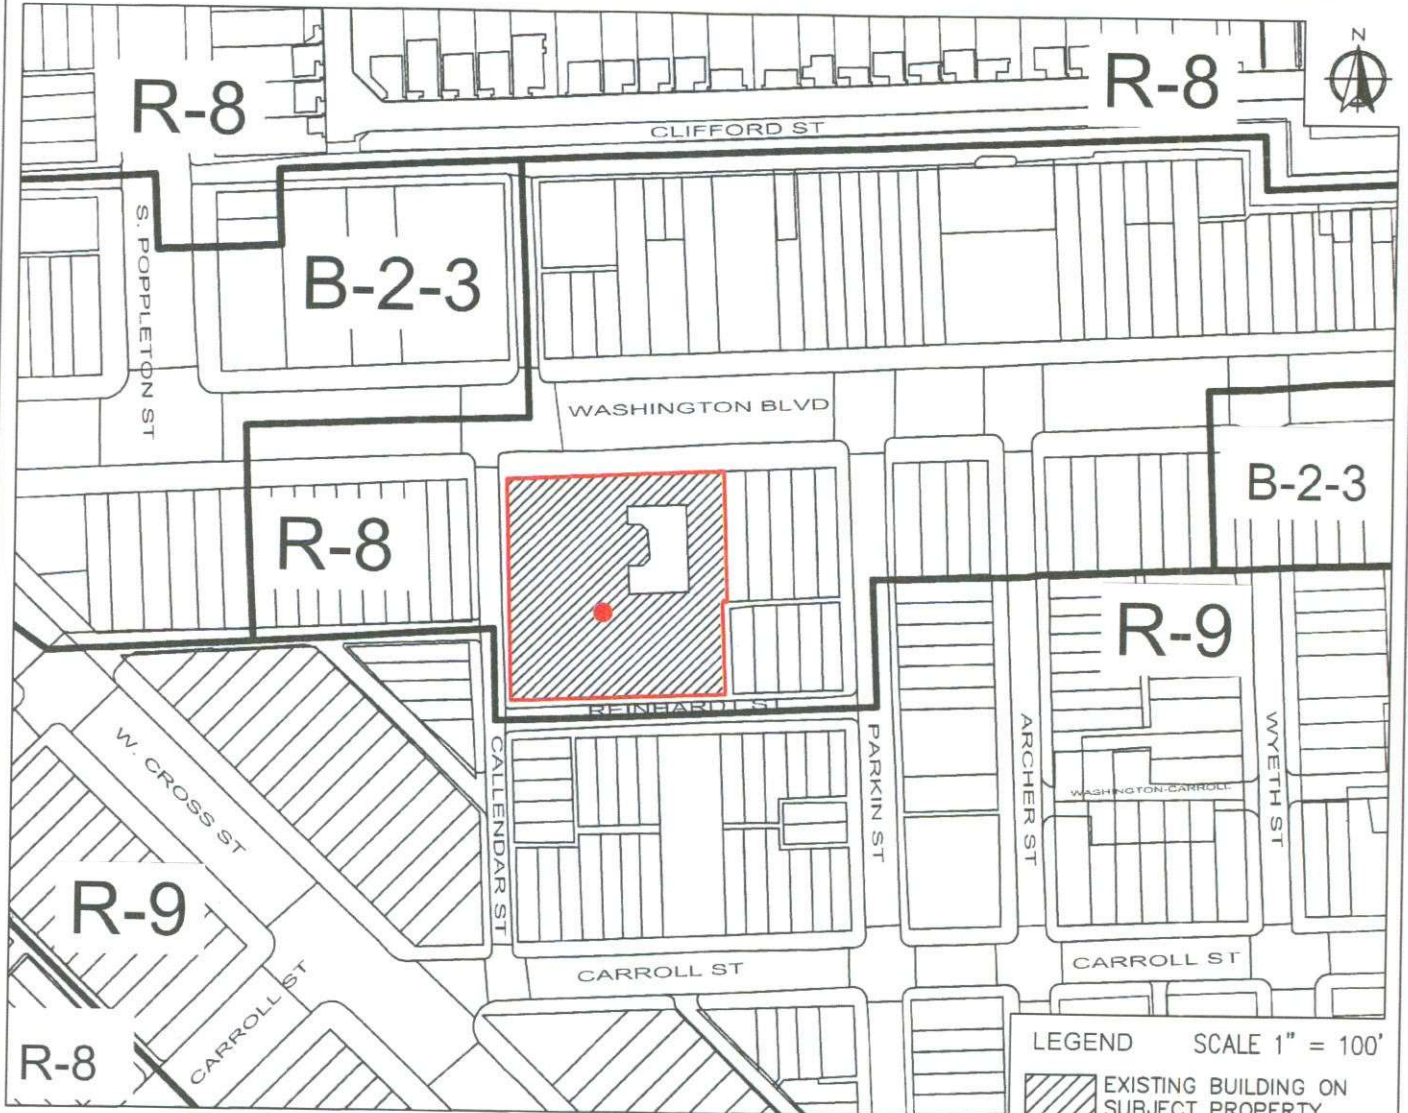 N
R-8
R-8
CLIFFORD ST
S. POPPLETON ST
B-2-3
WASHINGTON BLVD
B-2-3
R-8
R-9
REINHARDT ST
W. CROSS ST
CALLENDAR ST
PARKIN ST
ARCHER ST
WYETH ST
WASHINGTON-CARROLL
R-9
CARROLL ST
CARROLL ST
CARROLL ST
R-8
LEGEND SCALE 1" = 100'
EXISTING BUILDING ON
SUBJECT PROPERTY